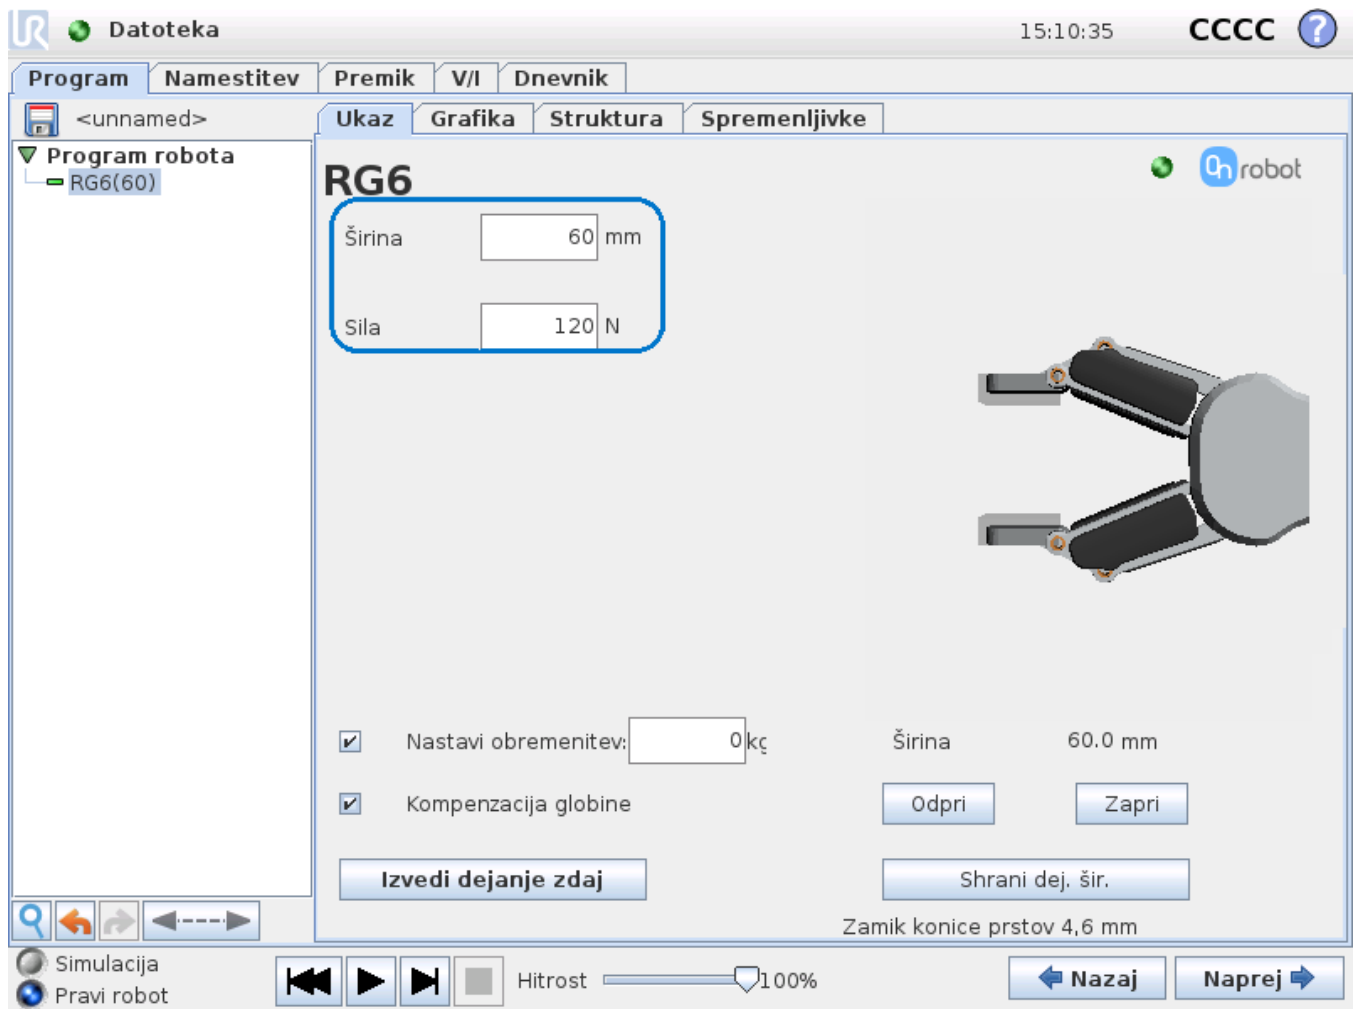 Datoteka 15:10:35 CCCC ?
Program Namestitev Premik V/I Dnevnik
<unnamed> Ukaz Grafika Struktura Spremenljivke
Program robota
RG6(60)
RG6
On robot
Širina 60 mm
Sila 120 N
Nastavi obremenitev: 0 kg
Širina 60.0 mm
Kompenzacija globine
Odpri Zapri
Izvedi dejanje zdaj
Shrani dej. šir.
Zamik konice prstov 4,6 mm
Simulacija
Pravi robot
Hitrost 100%
Nazaj Naprej